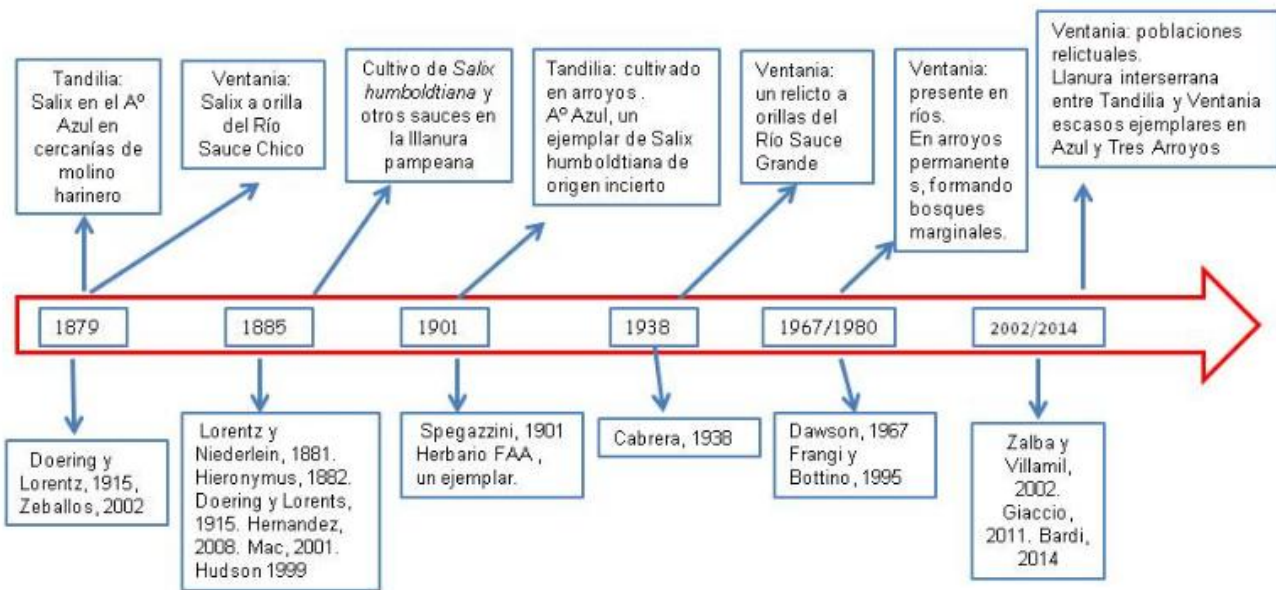 Tandilia:
Salix en el Aº
Azul en
cercanías de
molino
harinero
Ventania:
Salix a orilla
del Río
Sauce Chico
Cultivo de Salix
humboldtiana y
otros sauces en
la Illanura
pampeana
Tandilia: cultivado
en arroyos .
Aº Azul, un
ejemplar de Salix
humboldtiana de
origen incierto
Ventania:
un relicto a
orillas del
Río Sauce
Grande
Ventania:
presente en
ríos.
En arroyos
permanente
s, formando
bosques
marginales.
Ventania: poblaciones
relictuales.
Llanura interserrana
entre Tandilia y Ventania
escasos ejemplares en
Azul y Tres Arroyos
1879
1885
1901
1938
1967/1980
2002/2014
Doering y
Lorentz, 1915,
Zeballos, 2002
Lorentz y
Niederlein, 1881.
Hieronymus, 1882.
Doering y Lorents,
1915. Hernandez,
2008. Mac, 2001.
Hudson 1999
Spegazzini, 1901
Herbario FAA ,
un ejemplar.
Cabrera, 1938
Dawson, 1967
Frangi y
Bottino, 1995
Zalba y
Villamil,
2002.
Giaccio,
2011. Bardi,
2014